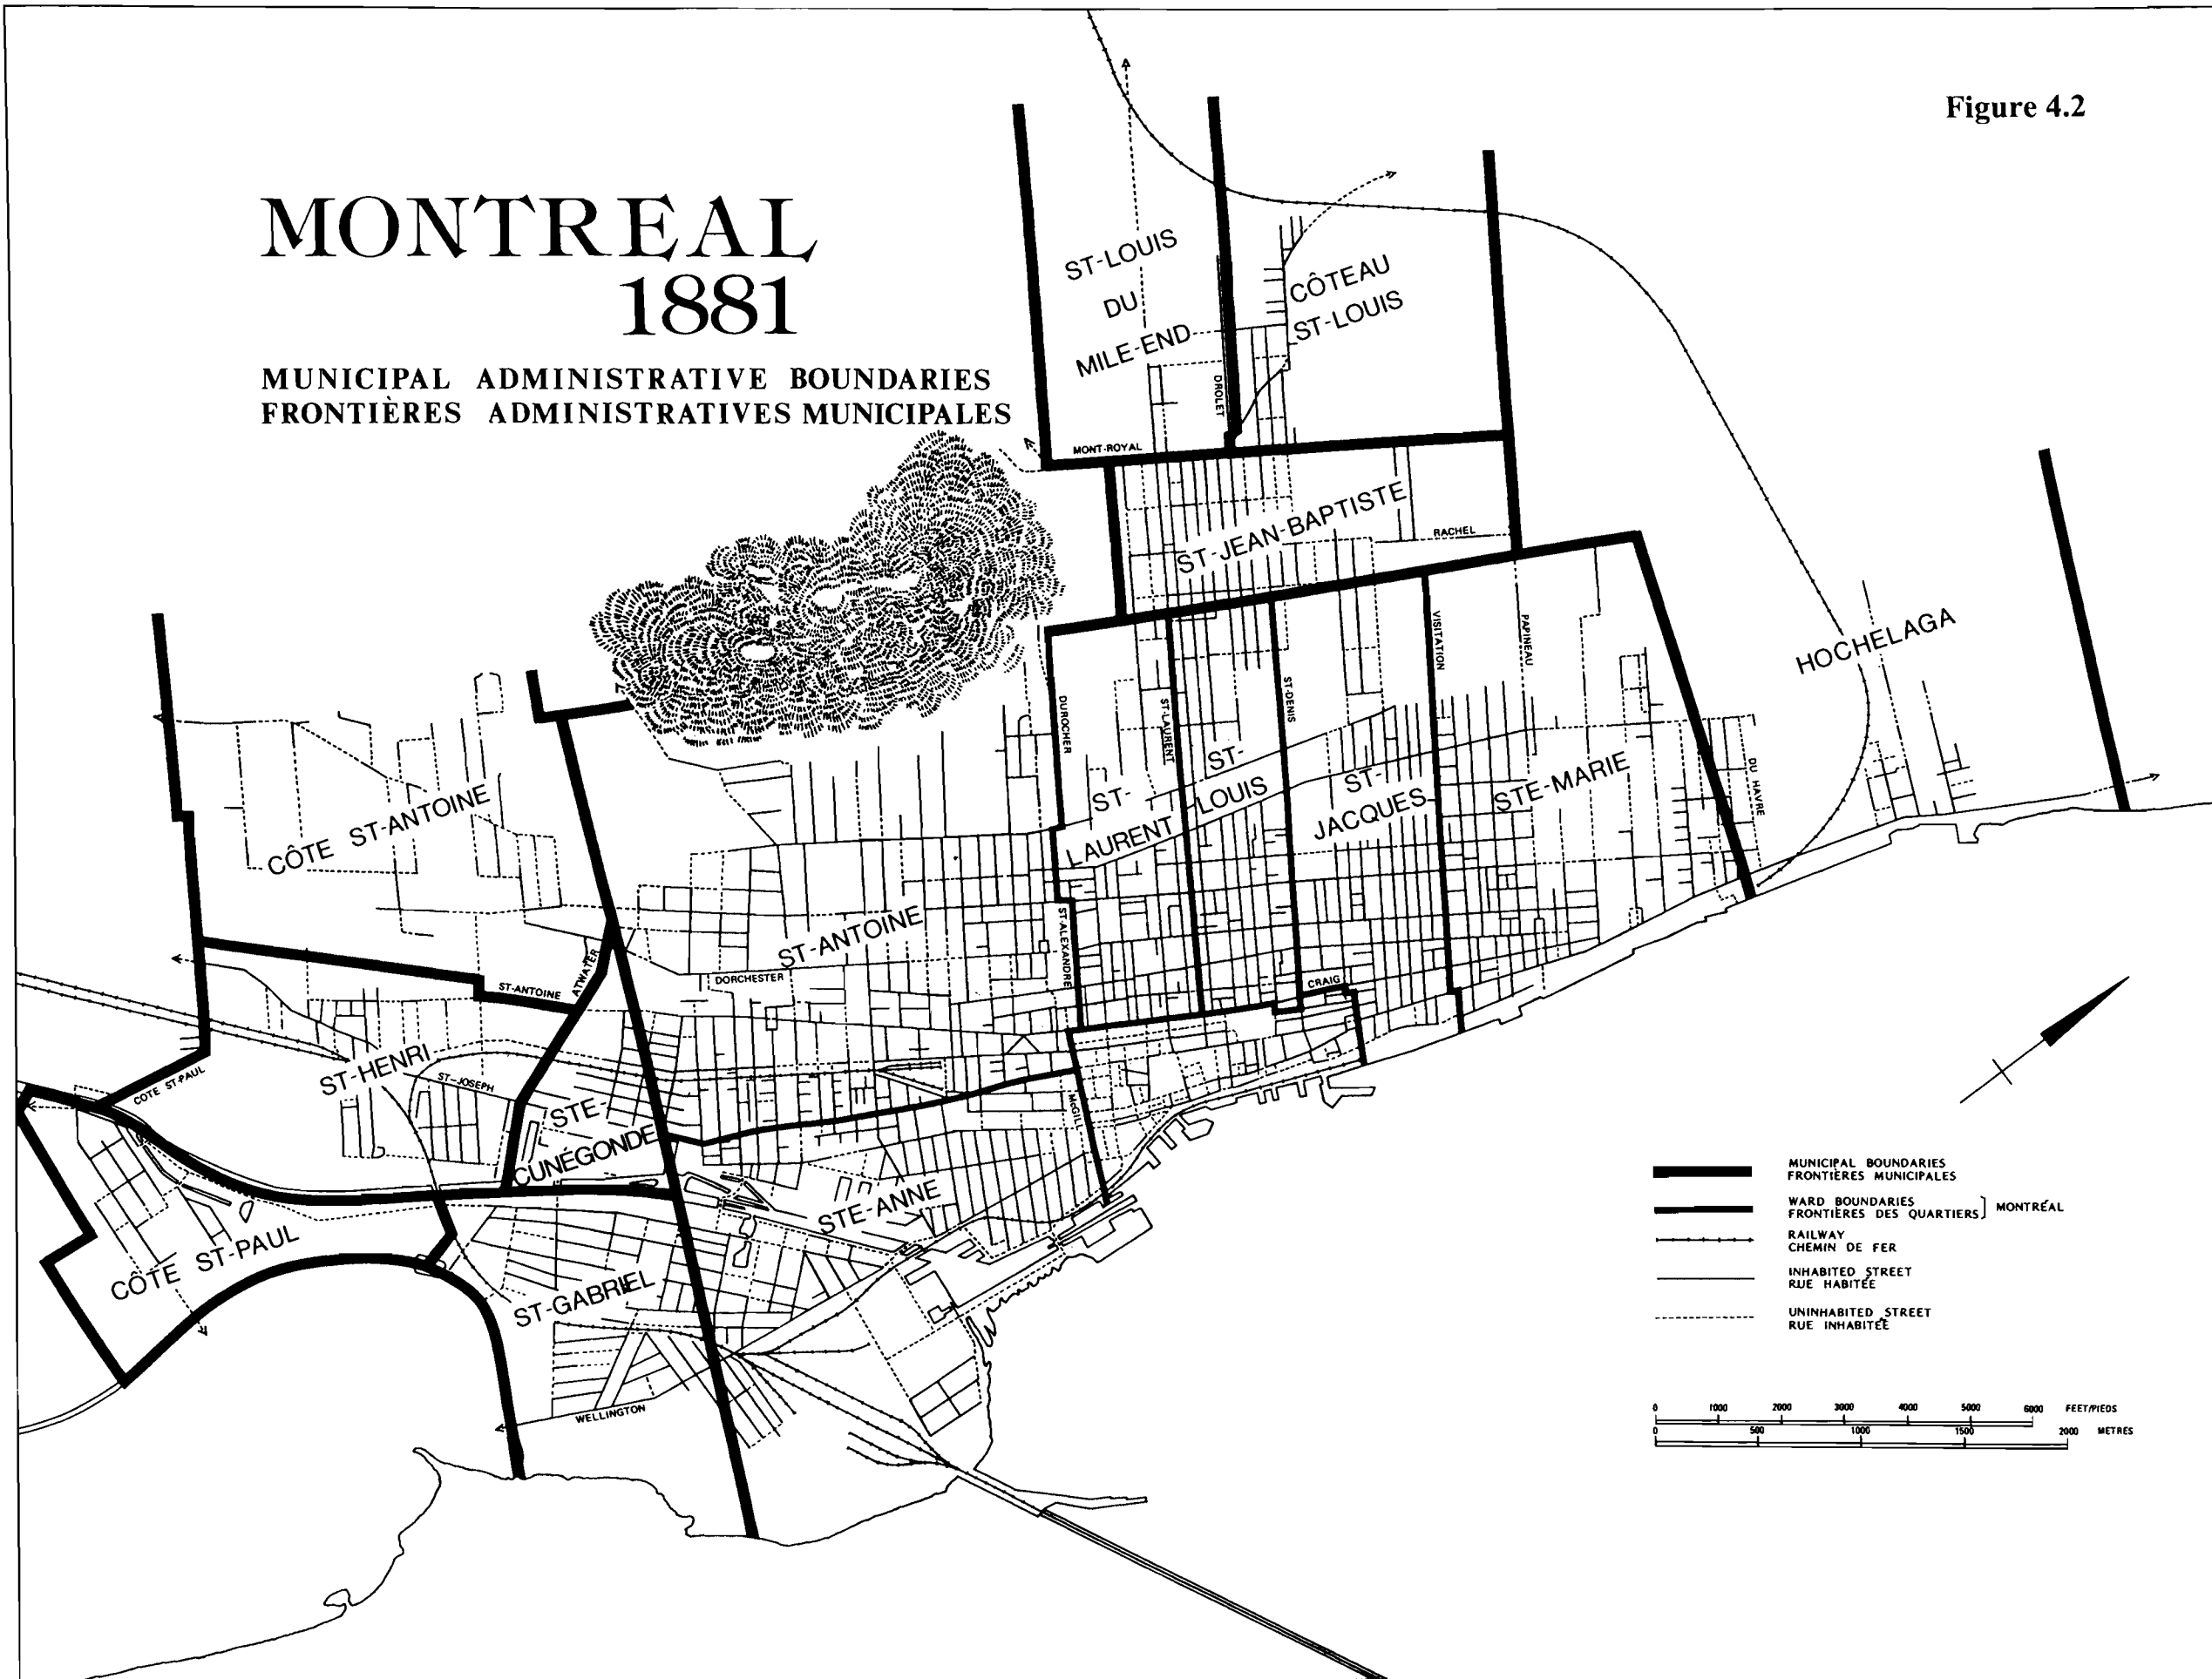 Figure 4.2
MONTREAL
1881
MUNICIPAL ADMINISTRATIVE BOUNDARIES
FRONTIÈRES ADMINISTRATIVES MUNICIPALES
ST-LOUIS
DU
MILE-END
CÔTEAU
ST-LOUIS
DROLET
MONT-ROYAL
ST-JEAN-BAPTISTE
RACHEL
HOCHELAGA
VISITATION
PAPINEAU
DUROCHER
ST-LAURENT
ST-DENIS
ST-
LAURENT
ST-
LOUIS
ST-
JACQUES
STE-MARIE
DU HAVRE
CÔTE ST-ANTOINE
ST-ANTOINE
ST-ALEXANDRE
DORCHESTER
ATWATER
ST-ANTOINE
CRAIG
ST-HENRI
ST-JOSEPH
COTE ST-PAUL
STE-
CUNÉGONDE
McGILL
STE-ANNE
CÔTE ST-PAUL
ST-GABRIEL
WELLINGTON
MUNICIPAL BOUNDARIES
FRONTIÈRES MUNICIPALES
WARD BOUNDARIES
FRONTIÈRES DES QUARTIERS] MONTRÉAL
RAILWAY
CHEMIN DE FER
INHABITED STREET
RUE HABITÉE
UNINHABITED STREET
RUE INHABITÉE
0 1000 2000 3000 4000 5000 6000 FEET/PIEDS
0 500 1000 1500 2000 METRES